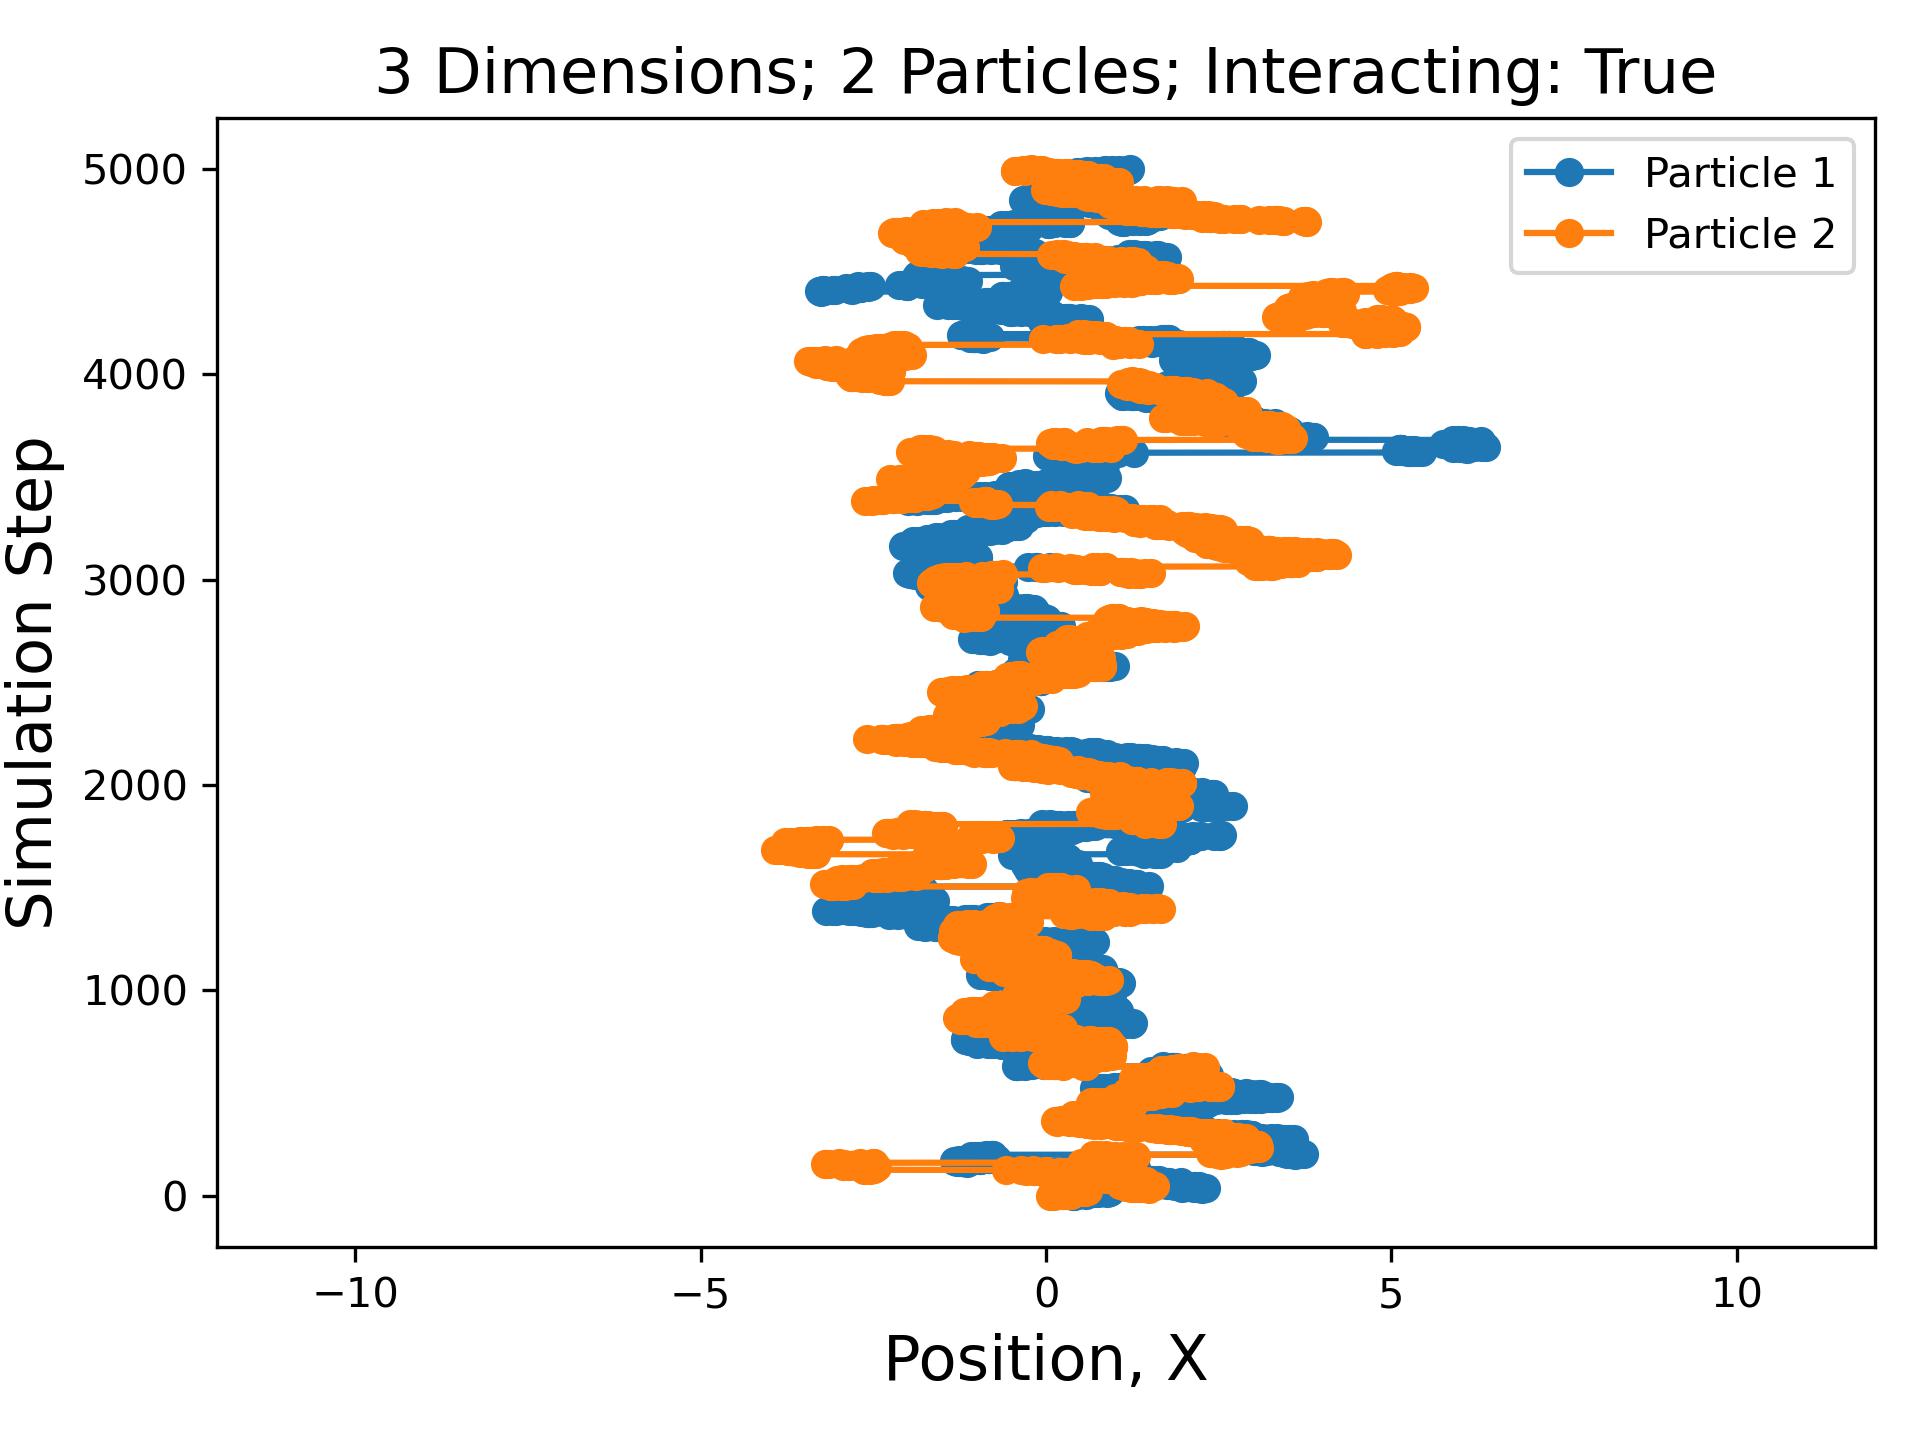 3 Dimensions; 2 Particles; Interacting: True
Particle 1
Particle 2
Simulation Step
5000
4000
3000
2000
1000
0
−10
−5
0
5
10
Position, X